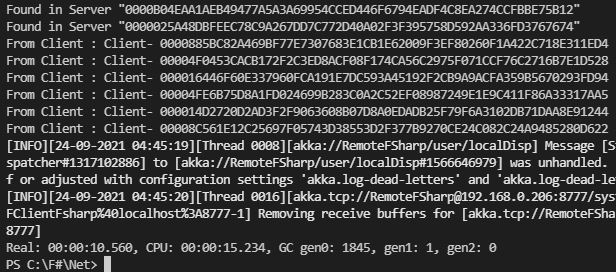 Found in Server "0000B04EAA1AEB49477A5A3A69954CCED446F6794EADF4C8EA274CCFBBE75B12"
Found in Server "0000025A48DBFEEC78C9A267DD7C772D40A02F3F395758D592AA336FD3767674"
From Client : Client- 0000885BC82A469BF77E7307683E1CB1E62009F3EF80260F1A422C718E311ED4
From Client : Client- 00004F0453CACB172F2C3ED8ACF08F174CA56C2975F071CCF76C2716B7E1D528
From Client : Client- 000016446F60E337960FCA191E7DC593A45192F2CB9A9ACFA359B5670293FD94
From Client : Client- 00004FE6B75D8A1FD024699B283C0A2C52EF08987249E1E9C411F86A33317AA5
From Client : Client- 000014D2720D2AD3F2F9063608B07D8A0EDADB25F79F6A3102DB71DAA8E91244
From Client : Client- 00008C561E12C25697F05743D38553D2F377B9270CE24C082C24A9485280D622
[INFO][24-09-2021 04:45:19][Thread 0008][akka://RemoteFSharp/user/localDisp] Message [S
spatcher#1317102886] to [akka://RemoteFSharp/user/localDisp#1566646979] was unhandled.
f or adjusted with configuration settings 'akka.log-dead-letters' and 'akka.log-dead-let
[INFO][24-09-2021 04:45:20][Thread 0016][akka.tcp://RemoteFSharp@192.168.0.206:8777/sys
FClientFsharp%40localhost%3A8777-1] Removing receive buffers for [akka.tcp://RemoteFShar
8777]
Real: 00:00:10.560, CPU: 00:00:15.234, GC gen0: 1845, gen1: 1, gen2: 0
PS C:\F#\Net>